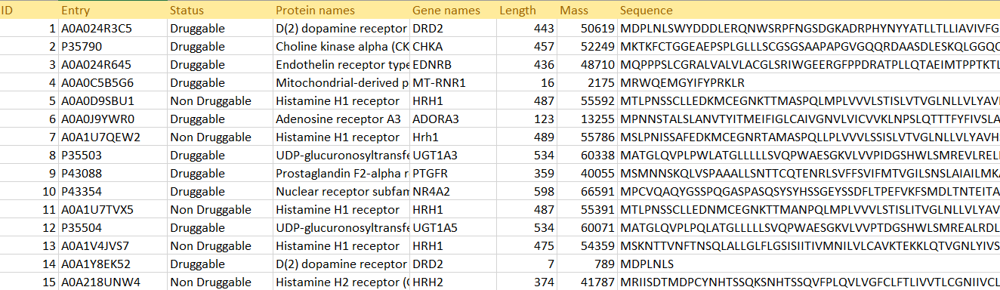 ID Entry Status Protein names Gene names Length Mass Sequence
1 A0A024R3C5 Druggable D(2) dopamine receptor DRD2 443 50619 MDPLNLSWYDDDLERQNWSRPFNGSDGKADRPHYNYYATLLTLLIAVIVFG
2 P35790 Druggable Choline kinase alpha (CK CHKA 457 52249 MKTKFCTGGEAEPSPLGLLLSCGSGSAAPAPGVGQQRDAASDLESKQLGGQQ
3 A0A024R645 Druggable Endothelin receptor type EDNRB 436 48710 MQPPPSLCGRALVALVLACGLSRIWGEERGFPPDRATPLLQTAEIMTPPTKTL
4 A0A0C5B5G6 Druggable Mitochondrial-derived p MT-RNR1 16 2175 MRWQEMGYIFYPRKLR
5 A0A0D9SBU1 Non Druggable Histamine H1 receptor HRH1 487 55592 MTLPNSSCLLEDKMCEGNKTTMASPQLMPLVVVLSTISLVTVGLNLLVLYAV
6 A0A0J9YWR0 Druggable Adenosine receptor A3 ADORA3 123 13255 MPNNSTALSLANVTYITMEIFIGLCAIVGNVLVICVVKLNPSLQTTTFYFIVSLA
7 A0A1U7QEW2 Non Druggable Histamine H1 receptor Hrh1 489 55786 MSLPNISSAFEDKMCEGNRTAMASPQLLPLVVVLSSISLVTVGLNLLVLYAVH
8 P35503 Druggable UDP-glucuronosyltransfe UGT1A3 534 60338 MATGLQVPLPWLATGLLLLLSVQPWAESGKVLVVPIDGSHWLSMREVLREL
9 P43088 Druggable Prostaglandin F2-alpha r PTGFR 359 40055 MSMNNSKQLVSPAAALLSNTTCQTENRLSVFFSVIFMTVGILSNSLAIAILMK
10 P43354 Druggable Nuclear receptor subfam NR4A2 598 66591 MPCVQAQYGSSPQGASPASQSYSYHSSGEYSSDFLTPEFVKFSMDLTNTEITA
11 A0A1U7TVX5 Non Druggable Histamine H1 receptor HRH1 487 55391 MTLPNSSCLLEDNMCEGNKTTMANPQLMPLVVVLSTISLITVGLNLLVLYAV
12 P35504 Druggable UDP-glucuronosyltransfe UGT1A5 534 60071 MATGLQVPLPQLATGLLLLLSVQPWAESGKVLVVPTDGSHWLSMREALRDL
13 A0A1V4JVS7 Non Druggable Histamine H1 receptor HRH1 475 54359 MSKNTTVNFTNSQLALLGLFLGSISIITIVMNILVLCAVKTEKKLQTVGNLYIVS
14 A0A1Y8EK52 Druggable D(2) dopamine receptor DRD2 7 789 MDPLNLS
15 A0A218UNW4 Non Druggable Histamine H2 receptor ( HRH2 374 41787 MRIISDTMDPCYNHTSSQKSNHTSSQVFPLQVLVGFCLFTLIVVTLCGNIIVCL